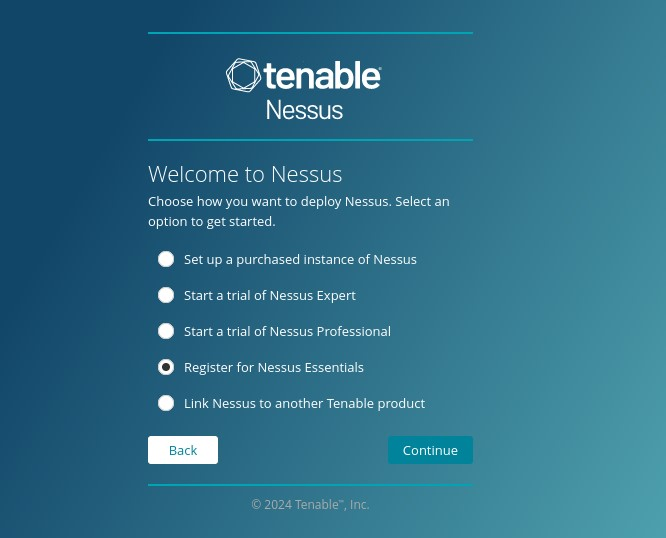 tenable
Nessus
Welcome to Nessus
Choose how you want to deploy Nessus. Select an
option to get started.
Set up a purchased instance of Nessus
Start a trial of Nessus Expert
Start a trial of Nessus Professional
Register for Nessus Essentials
Link Nessus to another Tenable product
Back Continue
© 2024 Tenable™, Inc.